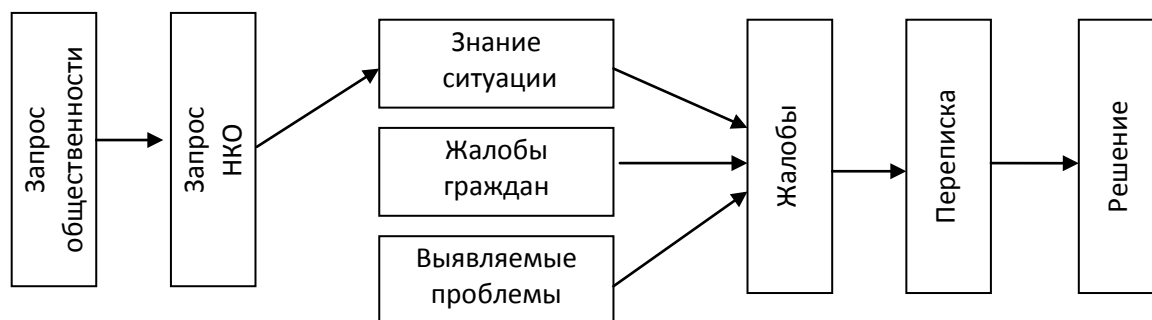 Запрос
общественности
Запрос
НКО
Знание
ситуации
Жалобы
граждан
Выявляемые
проблемы
Жалобы
Переписка
Решение